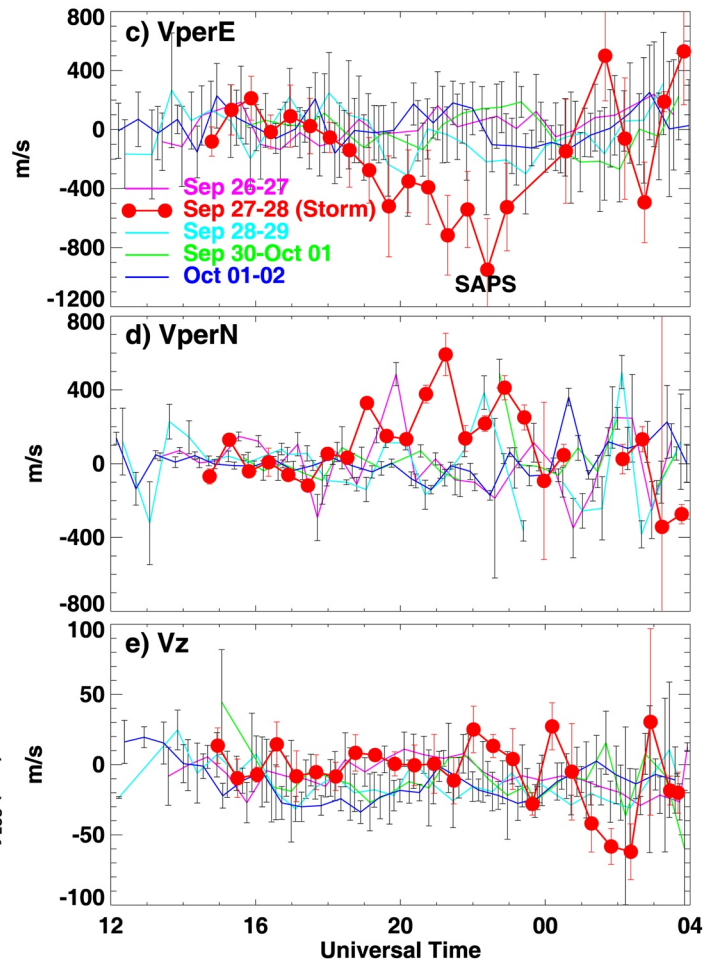 800
c) VperE
400
0
m/s
-400
Sep 26-27
Sep 27-28 (Storm)
-800
Sep 28-29
Sep 30-Oct 01
Oct 01-02
SAPS
-1200
800
d) VperN
400
0
m/s
-400
-800
100
e) Vz
50
0
m/s
-50
-100
12 16 20 00 04
Universal Time